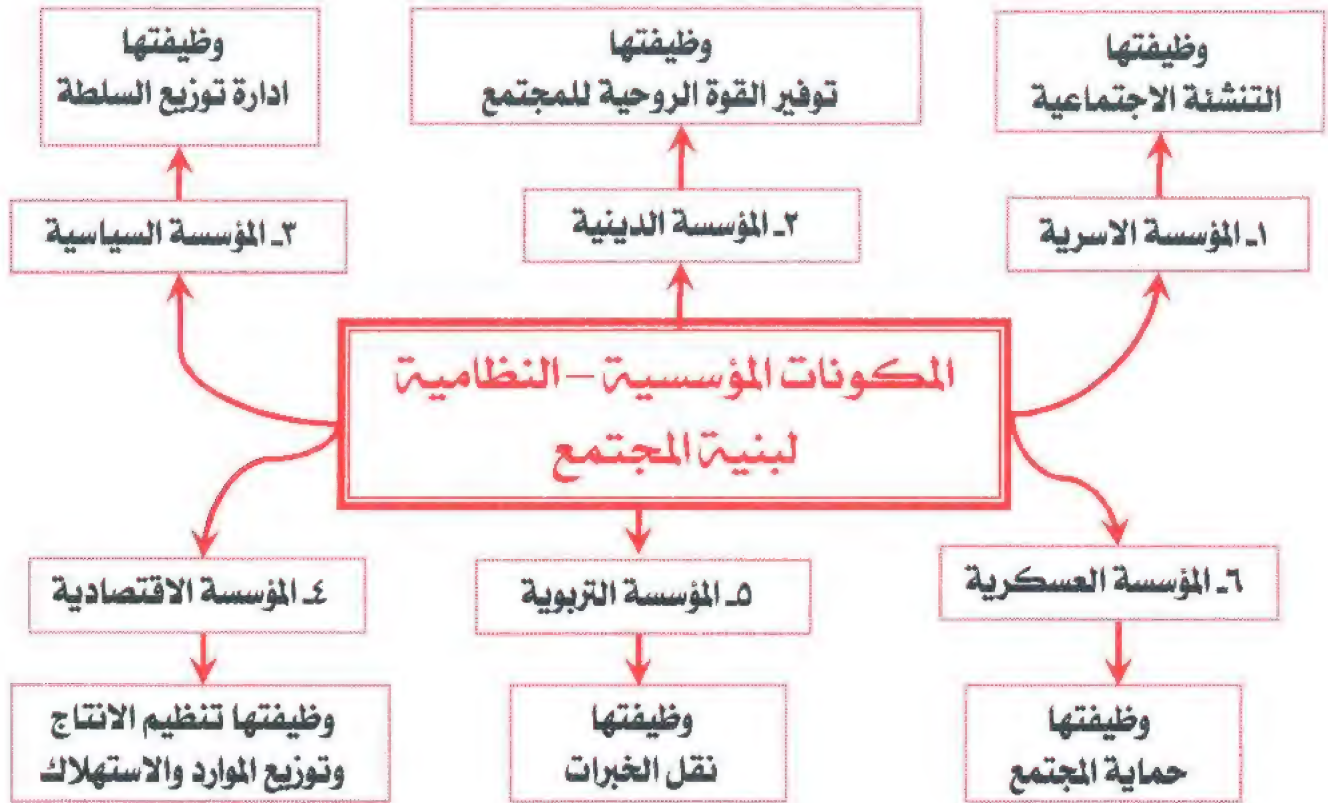 المكونات المؤسسية – النظامية
لبنية المجتمع
١ـ المؤسسة الاسرية
وظيفتها
التنشئة الاجتماعية
٢ـ المؤسسة الدينية
وظيفتها
توفير القوة الروحية للمجتمع
٣ـ المؤسسة السياسية
وظيفتها
ادارة توزيع السلطة
٤ـ المؤسسة الاقتصادية
وظيفتها تنظيم الانتاج
وتوزيع الموارد والاستهلاك
٥ـ المؤسسة التربوية
وظيفتها
نقل الخبرات
٦ـ المؤسسة العسكرية
وظيفتها
حماية المجتمع